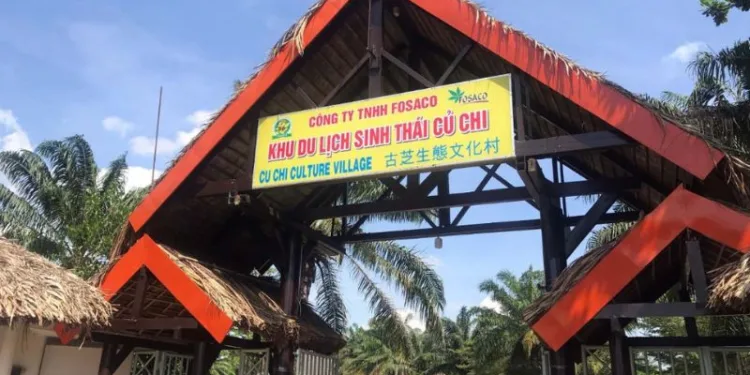 CÔNG TY TNHH FOSACO
FOSACO
KHU DU LỊCH SINH THÁI CỦ CHI
CU CHI CULTURE VILLAGE 古芝生態文化村